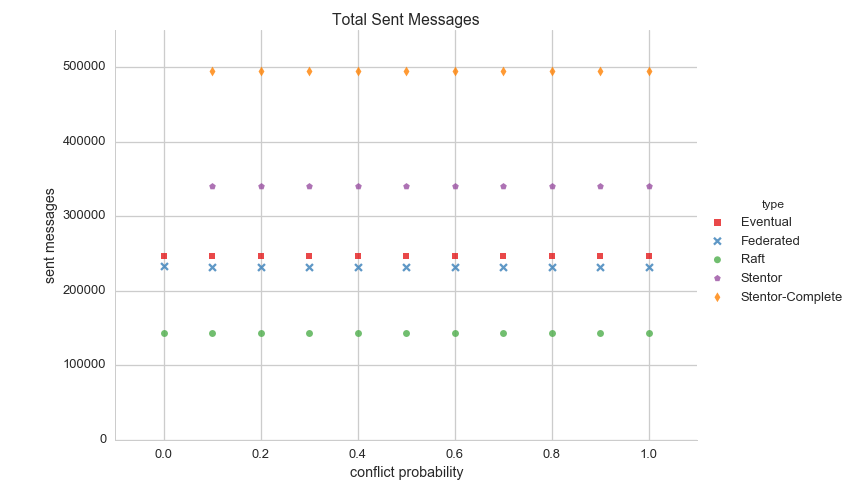 Total Sent Messages
500000
400000
300000
200000
100000
0
sent messages
0.0 0.2 0.4 0.6 0.8 1.0
conflict probability
type
Eventual
Federated
Raft
Stentor
Stentor-Complete